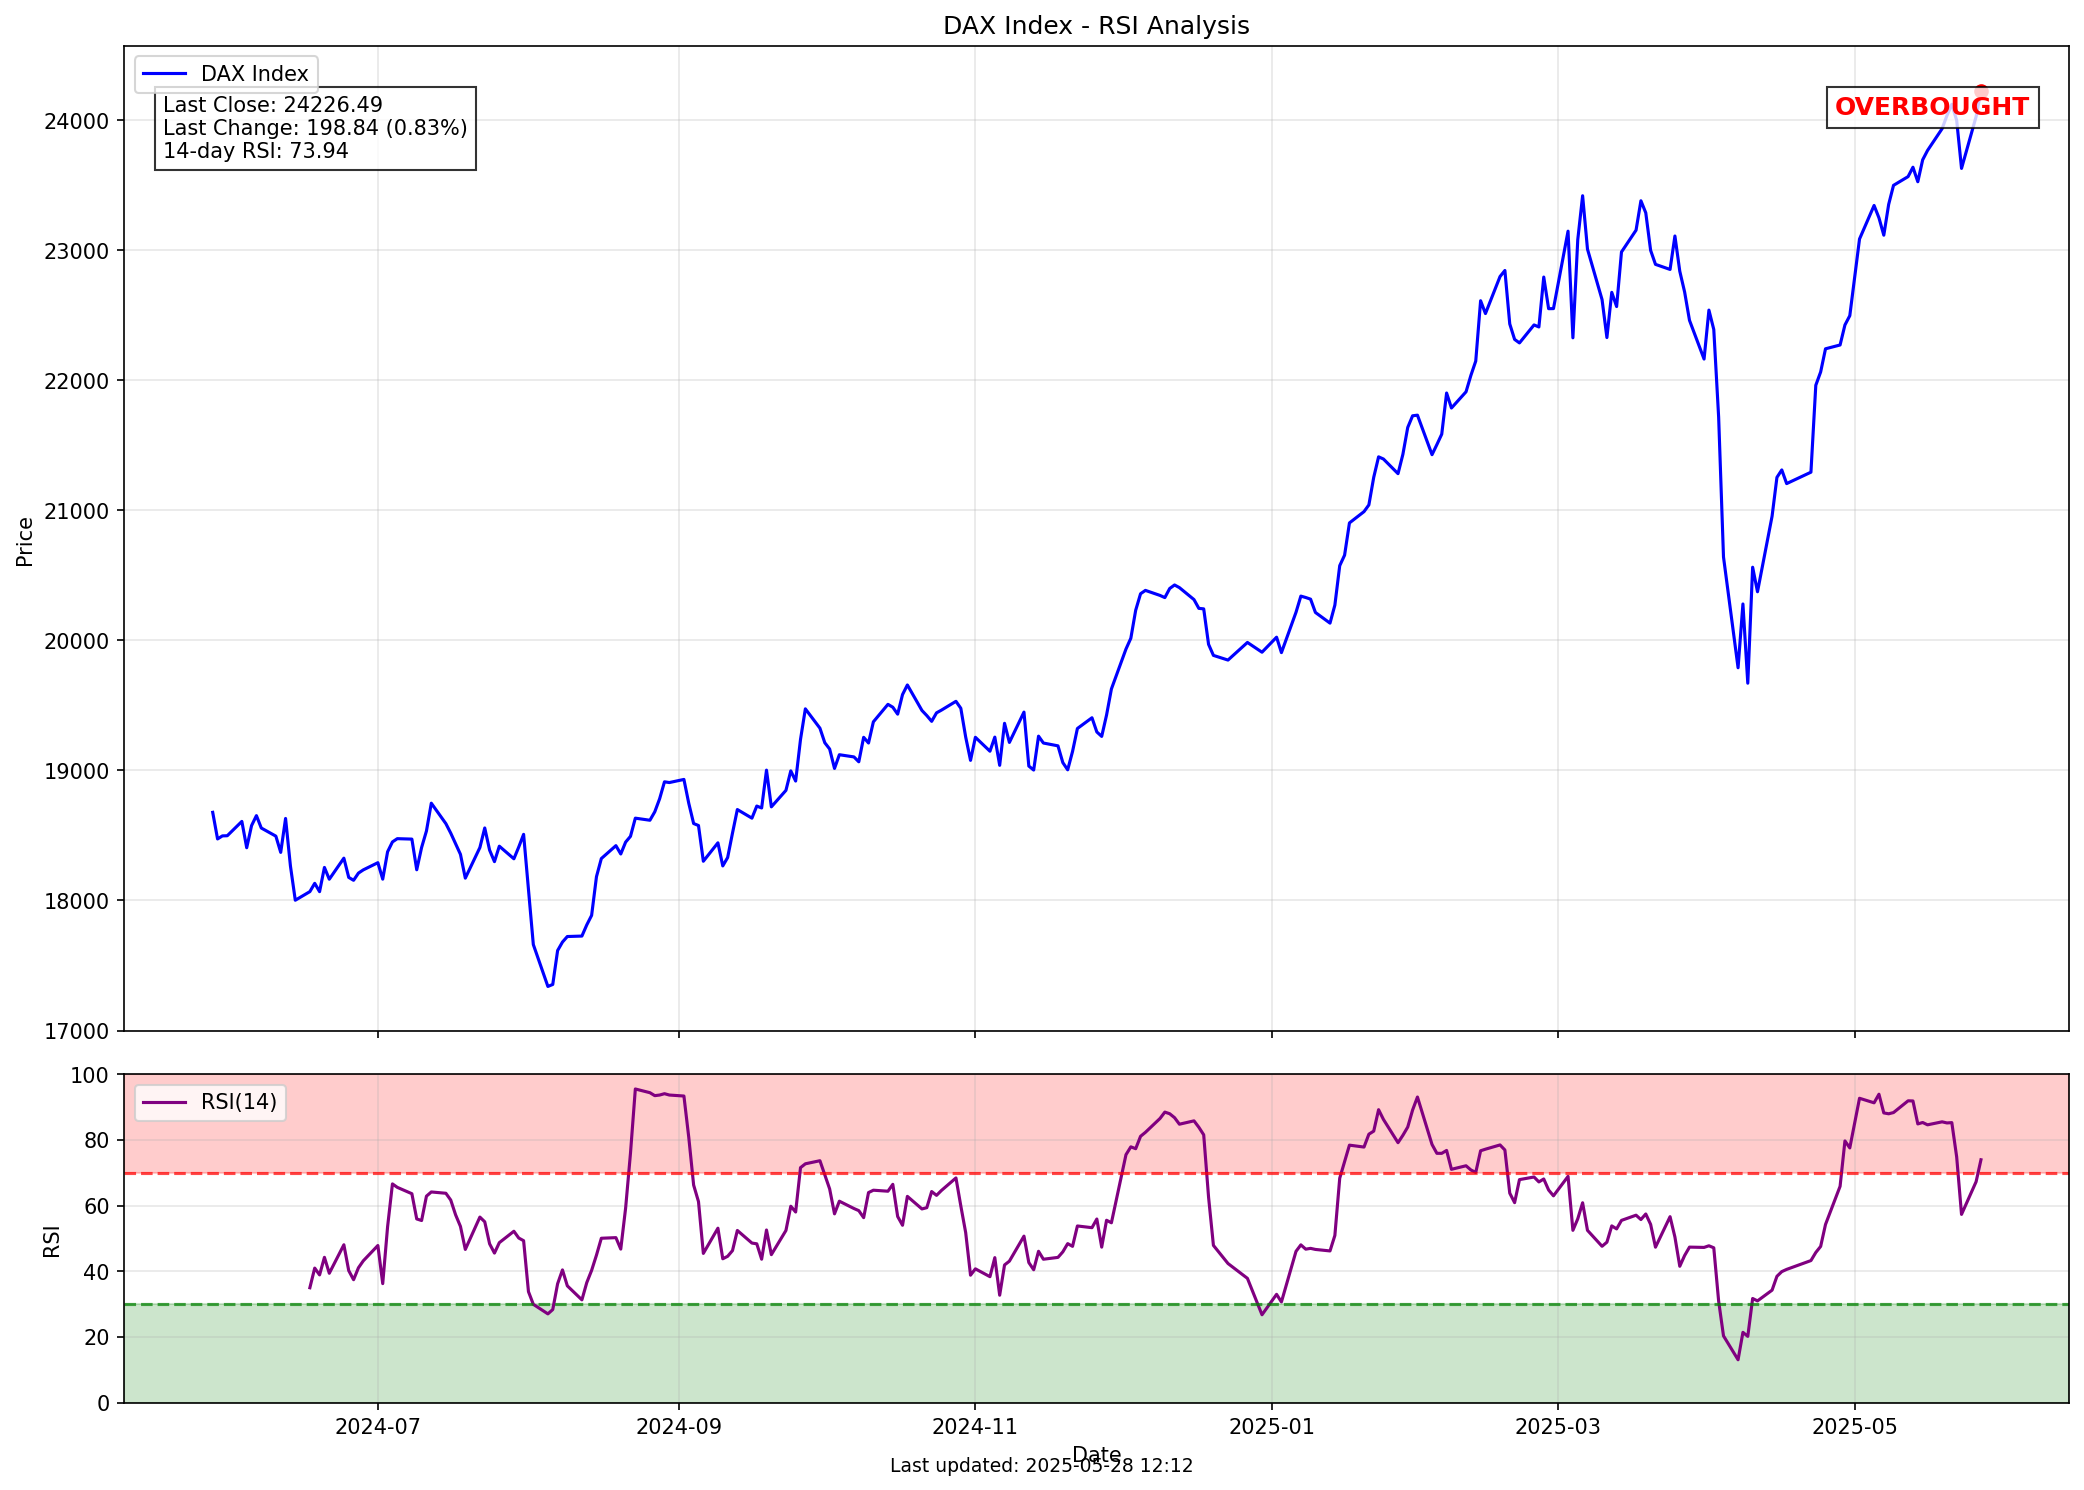 DAX Index - RSI Analysis
DAX Index
Last Close: 24226.49
Last Change: 198.84 (0.83%)
14-day RSI: 73.94
OVERBOUGHT
24000
23000
22000
21000
20000
19000
18000
17000
Price
RSI(14)
100
80
60
40
20
0
RSI
2024-07
2024-09
2024-11
2025-01
2025-03
2025-05
Date
Last updated: 2025-05-28 12:12